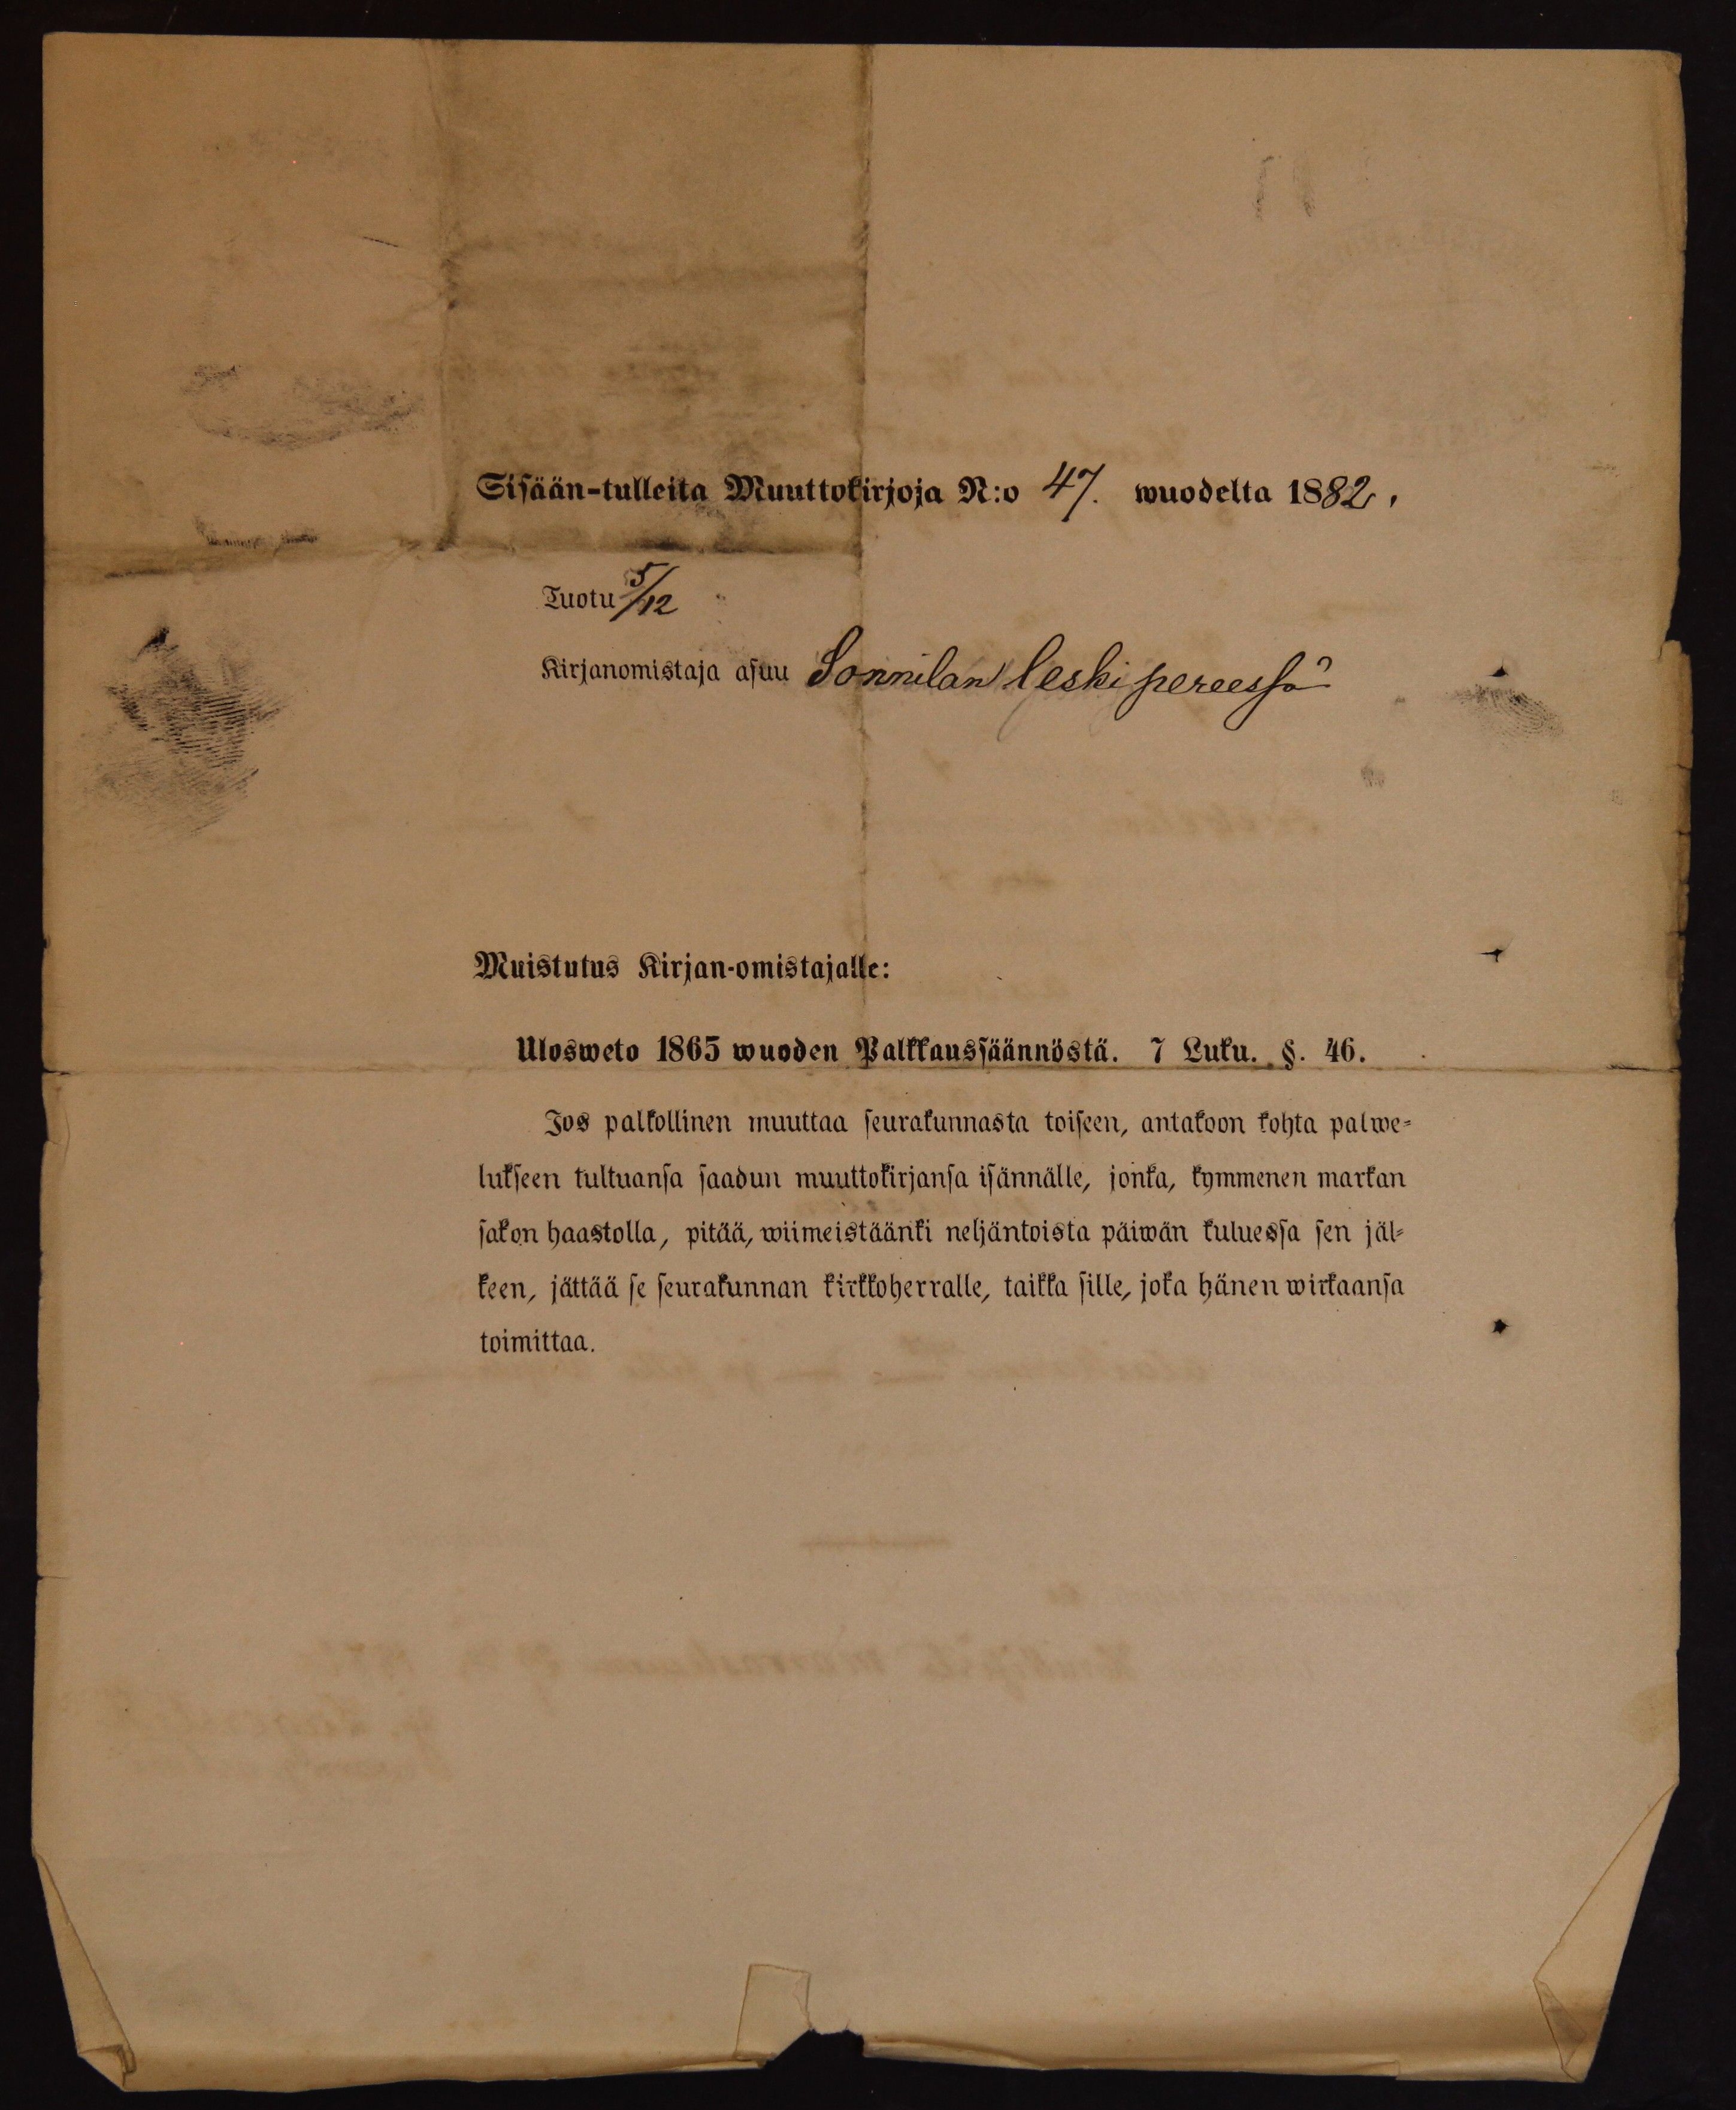 Sisään-tulleita Muuttokirjoja N:o 47. wuodelta 1882.
Tuotu 5/12
Kirjanomistaja asuu Sonnilan leskipereessä
Muistutus Kirjan-omistajalle:
Ulosweto 1865 wuoden Palkkaussäännöstä. 7 Luku. §. 46.
Jos palkollinen muuttaa seurakunnasta toiseen, antakoon kohta palwe-
lukseen tultuansa saadun muuttokirjansa isännälle, jonka, kymmenen markan
sakon haastolla, pitää, wiimeistäänki neljäntoista päiwän kuluessa sen jäl-
keen, jättää se seurakunnan kirkkoherralle, taikka sille, joka hänen wirkaansa
toimittaa.